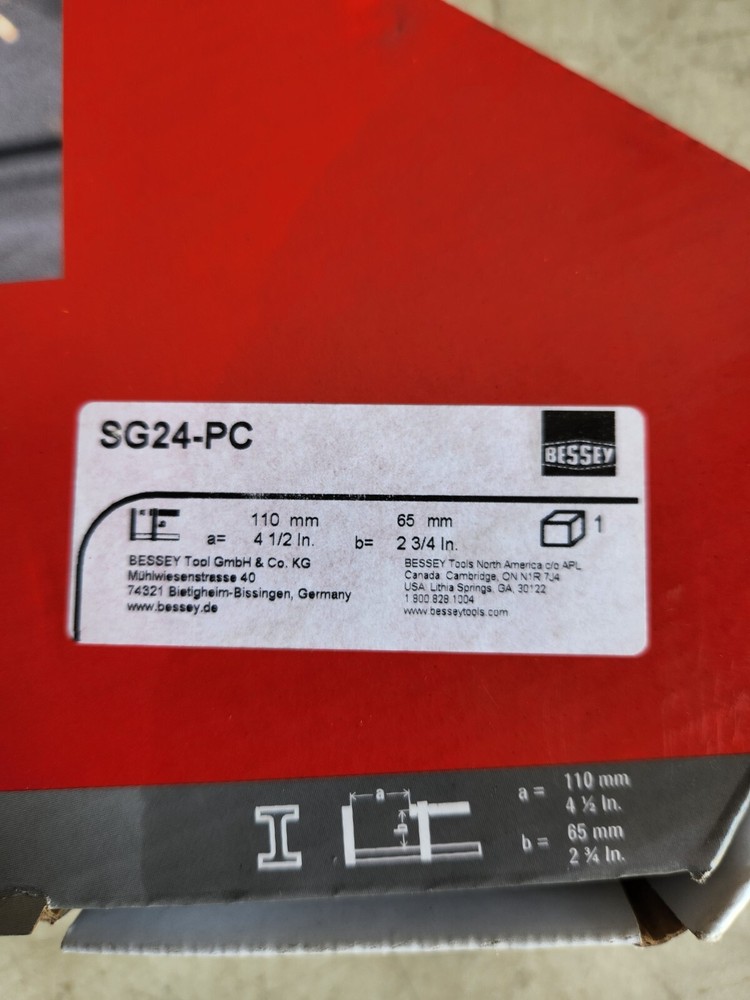 SG24-PC
BESSEY
a= 110 mm
4 1/2 In.
b= 65 mm
2 3/4 In.
1
BESSEY Tool GmbH & Co. KG
Mühlwiesenstrasse 40
74321 Bietigheim-Bissingen, Germany
www.bessey.de
BESSEY Tools North America c/o APL
Canada: Cambridge, ON N1R 7J4
USA: Lithia Springs, GA, 30122
1 800 828 1004
www.besseytools.com
a
b
a = 110 mm
4 ½ In.
b = 65 mm
2 ¾ In.